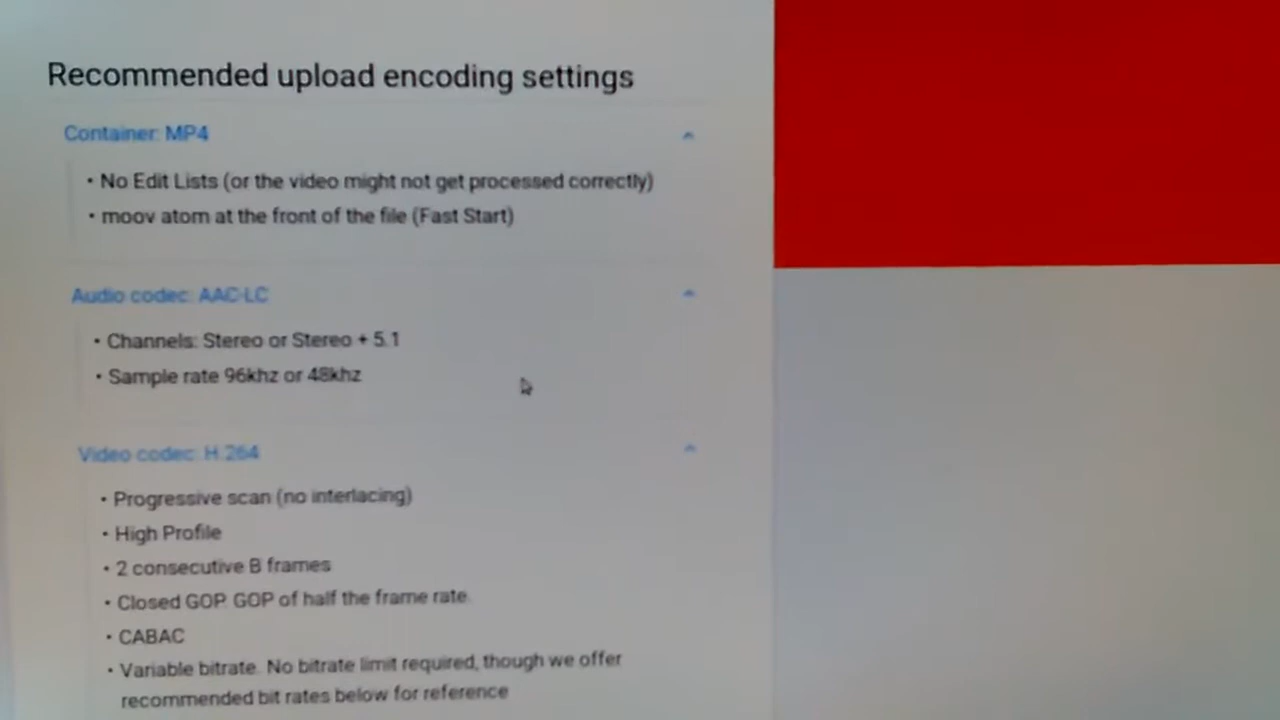 Recommended upload encoding settings
Container: MP4
• No Edit Lists (or the video might not get processed correctly)
• moov atom at the front of the file (Fast Start)
Audio codec: AAC-LC
• Channels: Stereo or Stereo + 5.1
• Sample rate 96khz or 48khz
Video codec: H.264
• Progressive scan (no interlacing)
• High Profile
• 2 consecutive B frames
• Closed GOP. GOP of half the frame rate.
• CABAC
• Variable bitrate. No bitrate limit required, though we offer
recommended bit rates below for reference